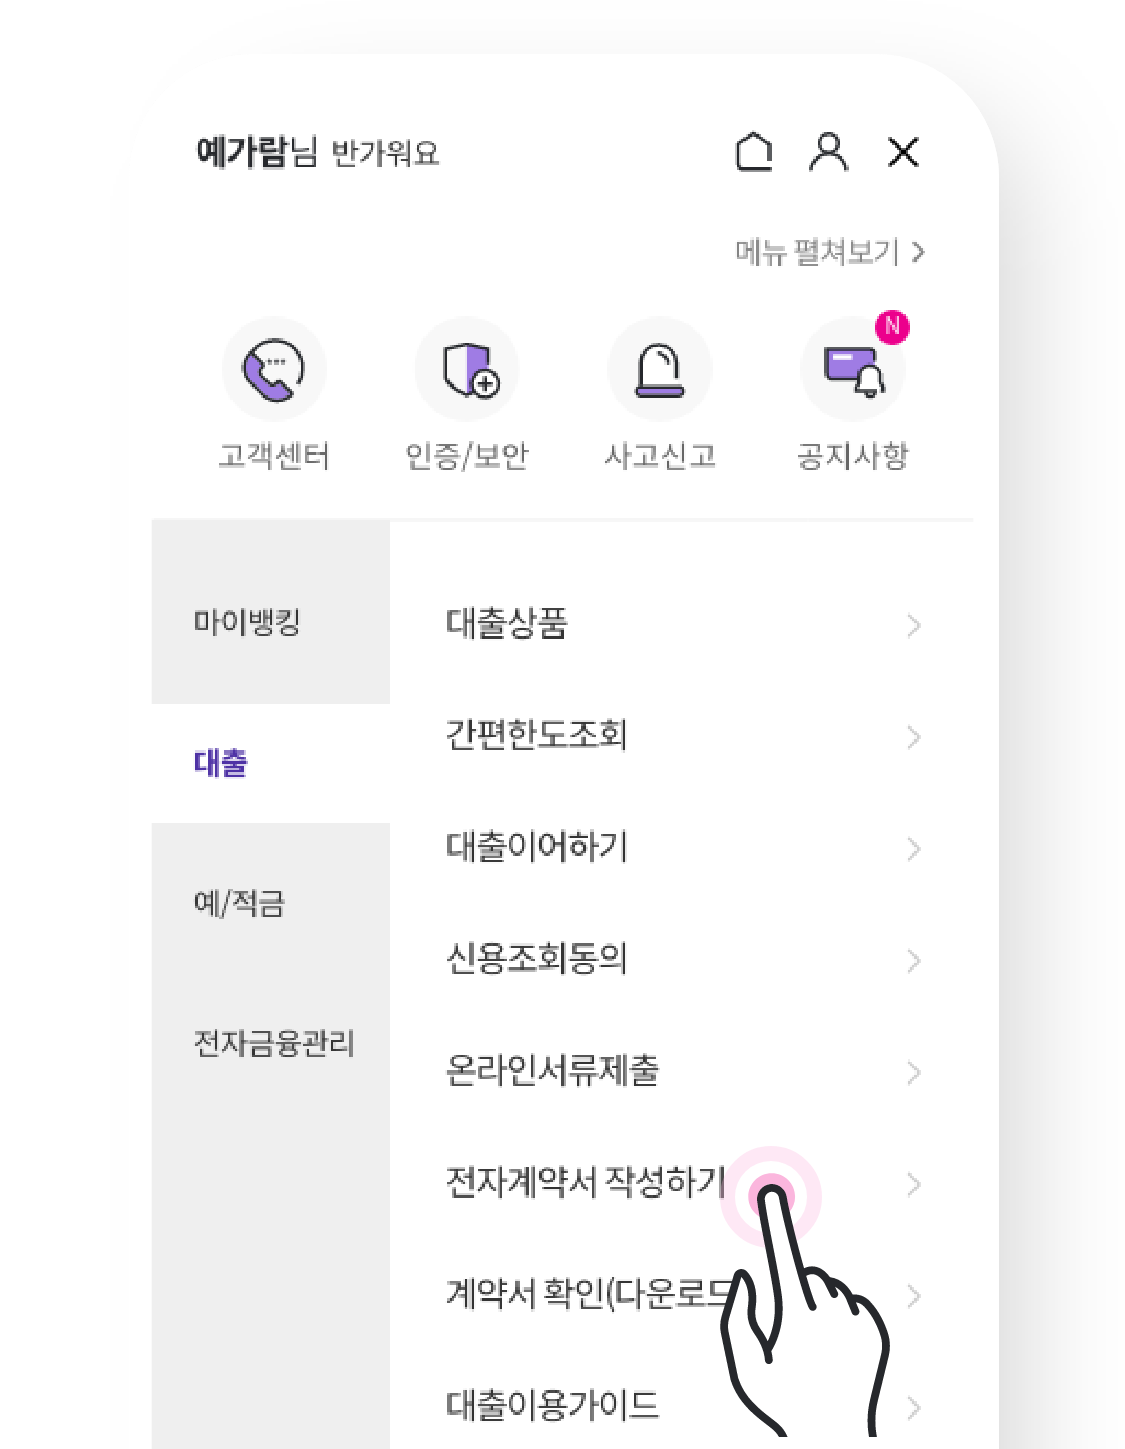 예가람님 반가워요
메뉴 펼쳐보기
N
고객센터 인증/보안 사고신고 공지사항
마이뱅킹
대출
예/적금
전자금융관리
대출상품
간편한도조회
대출이어하기
신용조회동의
온라인서류제출
전자계약서 작성하기
계약서 확인(다운로드
대출이용가이드